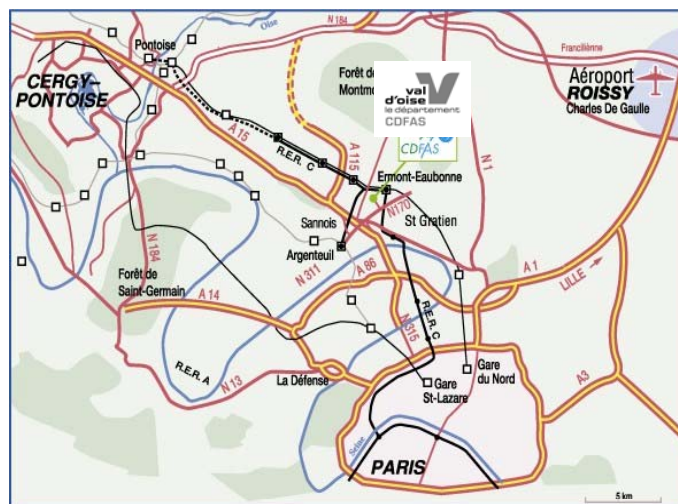 N 184
Oise
Pontoise
Francilienne
CERGY-
PONTOISE
Forêt de
Montmo
val
d'oise
le département
CDFAS
CDFAS
Aéroport
ROISSY
Charles De Gaulle
A 15
R.E.R. C
A 115
N 1
Ermont-Eaubonne
N170
St Gratien
Sannois
Argenteuil
N 184
Forêt de
Saint-Germain
N 311
A 86
A 1
LILLE
A 14
R.E.R. C
N 315
R.E.R. A
N 13
La Défense
Gare
St-Lazare
Gare
du Nord
A3
Seine
PARIS
5 km